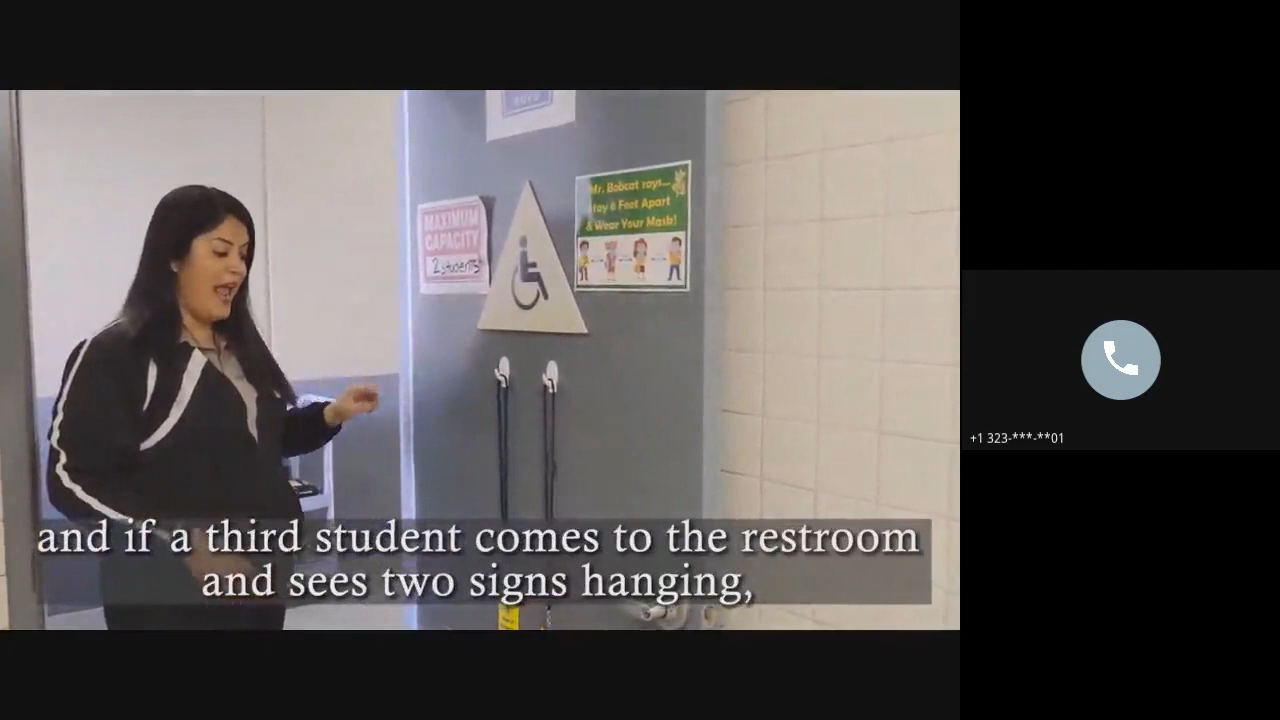 MAXIMUM
CAPACITY
2 students
Mr. Bobcat says...
Stay 6 Feet Apart
& Wear Your Mask!
and if a third student comes to the restroom
and sees two signs hanging,
+1 323-***-**01